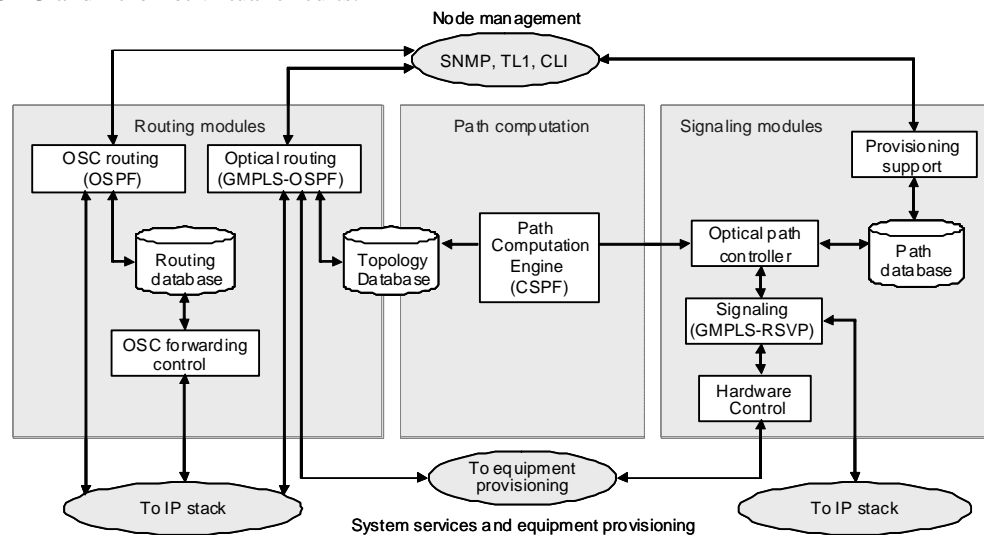 Node management
SNMP, TL1, CLI
Routing modules
Path computation
Signaling modules
OSC routing
(OSPF)
Optical routing
(GMPLS-OSPF)
Provisioning
support
Routing
database
Topology
Database
Path
Computation
Engine
(CSPF)
Optical path
controller
Path
database
OSC forwarding
control
Signaling
(GMPLS-RSVP)
Hardware
Control
To IP stack
To equipment
provisioning
To IP stack
System services and equipment provisioning